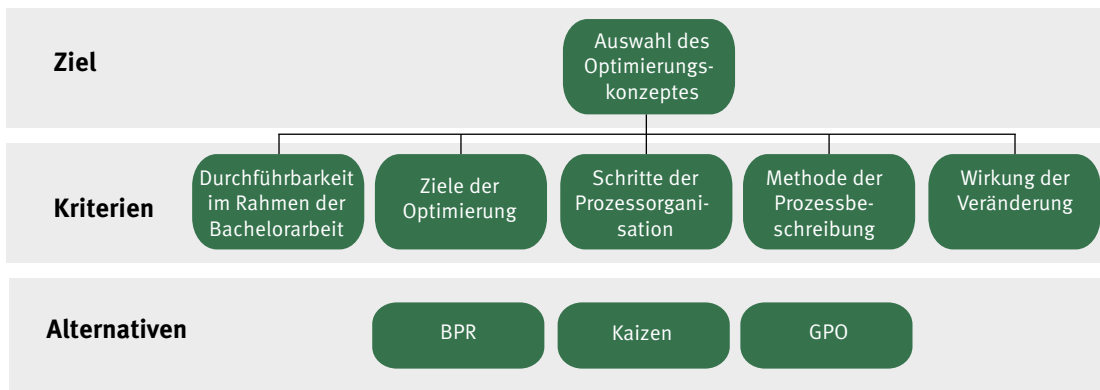 Ziel
Auswahl des
Optimierungs-
konzeptes
Kriterien
Durchführbarkeit
im Rahmen der
Bachelorarbeit
Ziele der
Optimierung
Schritte der
Prozessorgani-
sation
Methode der
Prozessbe-
schreibung
Wirkung der
Veränderung
Alternativen
BPR
Kaizen
GPO